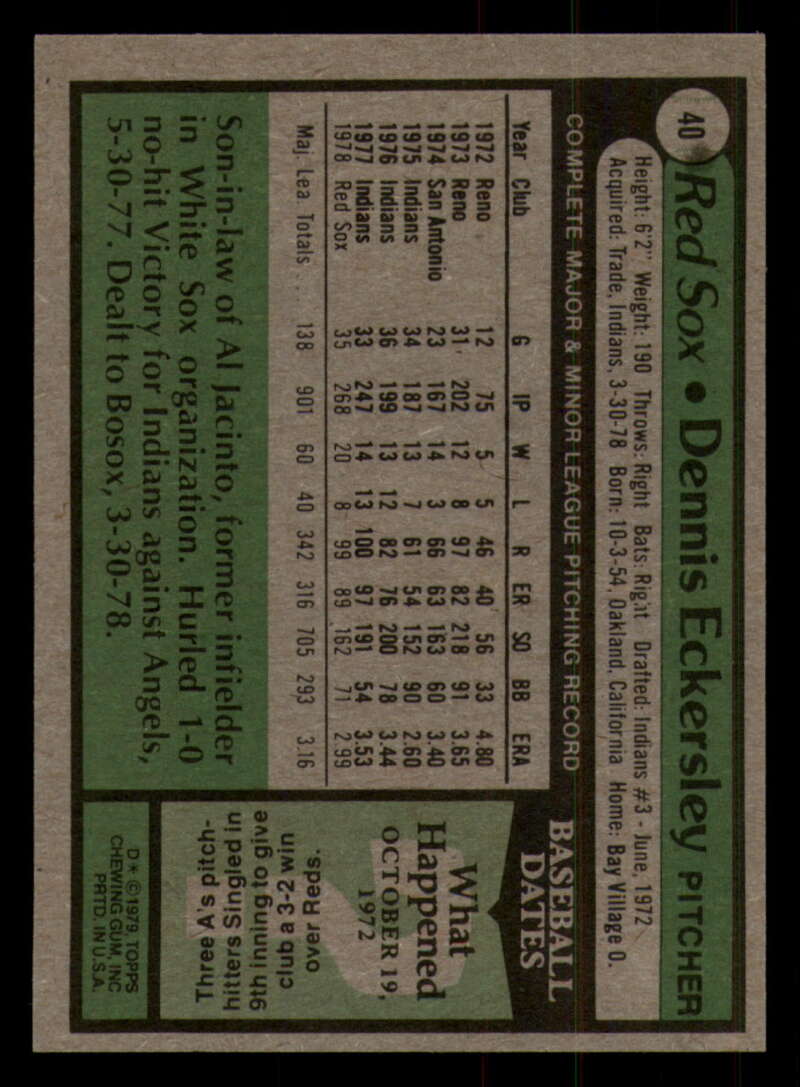 40
Red Sox • Dennis Eckersley PITCHER
Height: 6'2" Weight: 190 Throws: Right Bats: Right Drafted: Indians #3 - June, 1972
Acquired: Trade, Indians, 3-30-78 Born: 10-3-54, Oakland, California Home: Bay Village O.
COMPLETE MAJOR & MINOR LEAGUE PITCHING RECORD
Year Club G IP W L R ER SO BB ERA
1972 Reno 12 75 5 5 46 40 56 33 4.80
1973 Reno 31 202 12 8 97 82 218 91 3.65
1974 San Antonio 23 167 14 3 66 63 163 60 3.40
1975 Indians 34 187 13 7 61 54 152 90 2.60
1976 Indians 36 199 13 12 82 76 200 78 3.44
1977 Indians 33 247 14 13 100 97 191 54 3.53
1978 Red Sox 35 268 20 8 99 89 162 71 2.99
Maj. Lea. Totals . . . 138 901 60 40 342 316 705 293 3.16
Son-in-law of Al Jacinto, former infielder
in White Sox organization. Hurled 1-0
no-hit Victory for Indians against Angels,
5-30-77. Dealt to Bosox, 3-30-78.
BASEBALL
DATES
What
Happened
OCTOBER 19,
1972
Three A's pitch-
hitters Singled in
9th inning to give
club a 3-2 win
over Reds.
D* © 1979 TOPPS
CHEWING GUM, INC
PRTD. IN U.S.A.